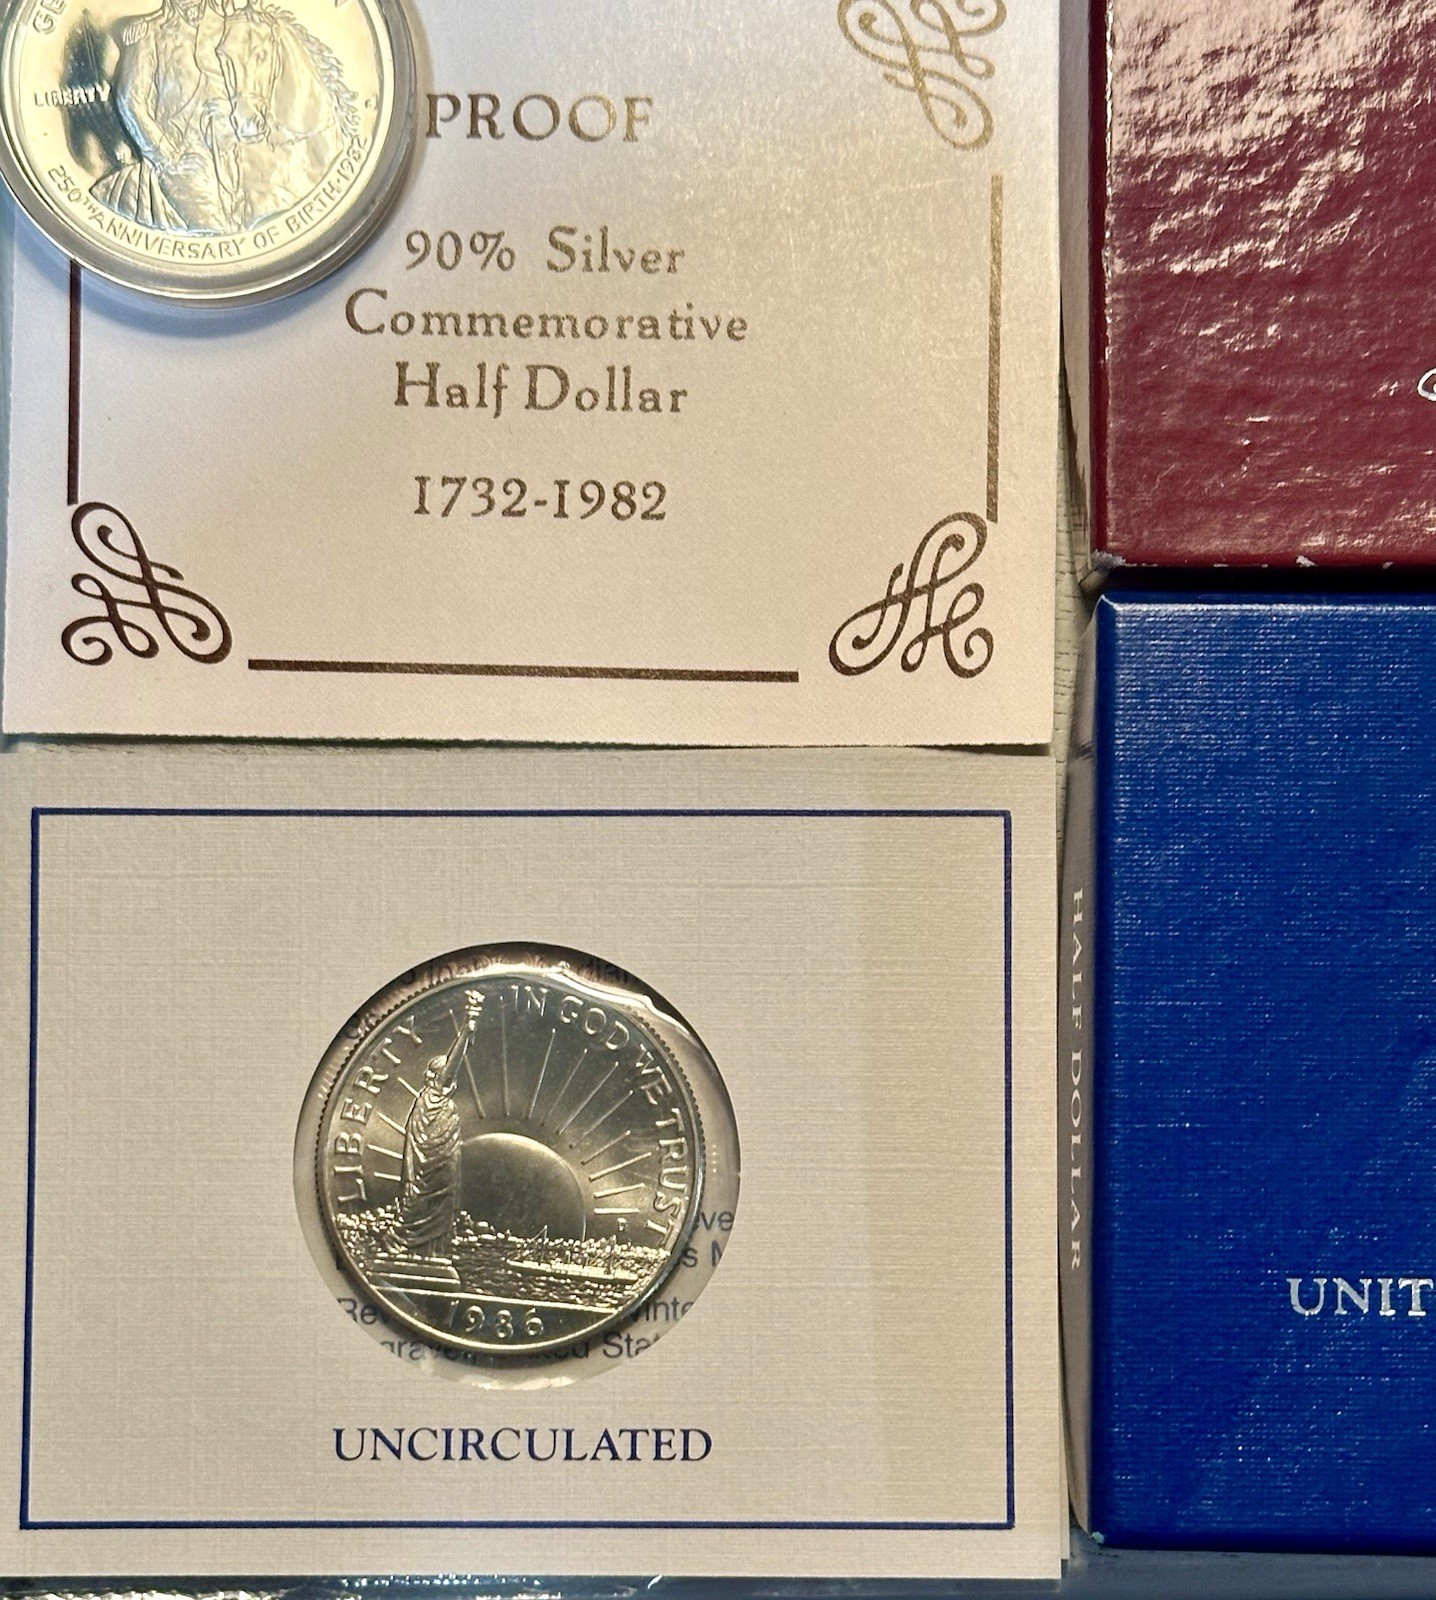 GE
LIBERTY
250TH ANNIVERSARY OF BIRTH·1982
PROOF
90% Silver
Commemorative
Half Dollar
1732-1982
LIBERTY
IN GOD WE TRUST
1986
UNCIRCULATED
HALF DOLLAR
UNIT